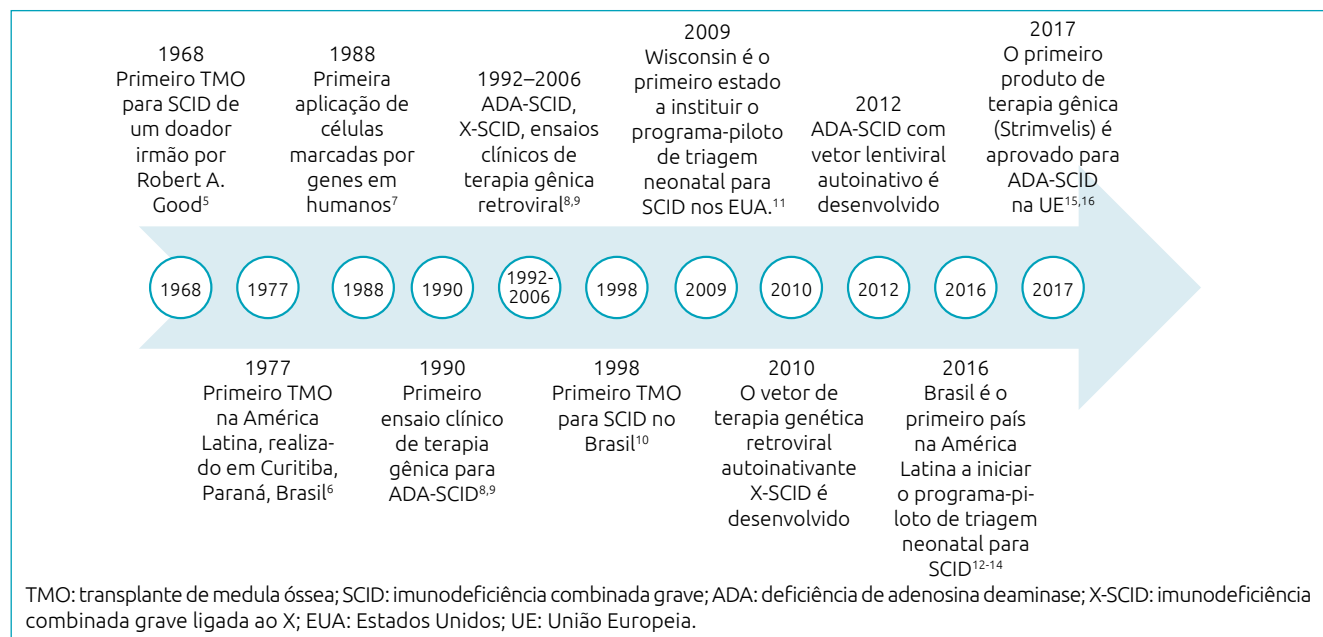 1968
Primeiro TMO
para SCID de
um doador
irmão por
Robert A.
Good5
1988
Primeira
aplicação de
células
marcadas por
genes em
humanos7
1992–2006
ADA-SCID,
X-SCID, ensaios
clínicos de
terapia gênica
retroviral8,9
2009
Wisconsin é o
primeiro estado
a instituir o
programa-piloto
de triagem
neonatal para
SCID nos EUA.11
2012
ADA-SCID com
vetor lentiviral
autoinativo é
desenvolvido
2017
O primeiro
produto de
terapia gênica
(Strimvelis) é
aprovado para
ADA-SCID
na UE15,16
1968
1977
1988
1990
1992-
2006
1998
2009
2010
2012
2016
2017
1977
Primeiro TMO
na América
Latina, realiza-
do em Curitiba,
Paraná, Brasil6
1990
Primeiro
ensaio clínico
de terapia
gênica para
ADA-SCID8,9
1998
Primeiro TMO
para SCID no
Brasil10
2010
O vetor de
terapia genética
retroviral
autoinativante
X-SCID é
desenvolvido
2016
Brasil é o
primeiro país
na América
Latina a iniciar
o programa-pi-
loto de triagem
neonatal para
SCID12-14
TMO: transplante de medula óssea; SCID: imunodeficiência combinada grave; ADA: deficiência de adenosina deaminase; X-SCID: imunodeficiência
combinada grave ligada ao X; EUA: Estados Unidos; UE: União Europeia.